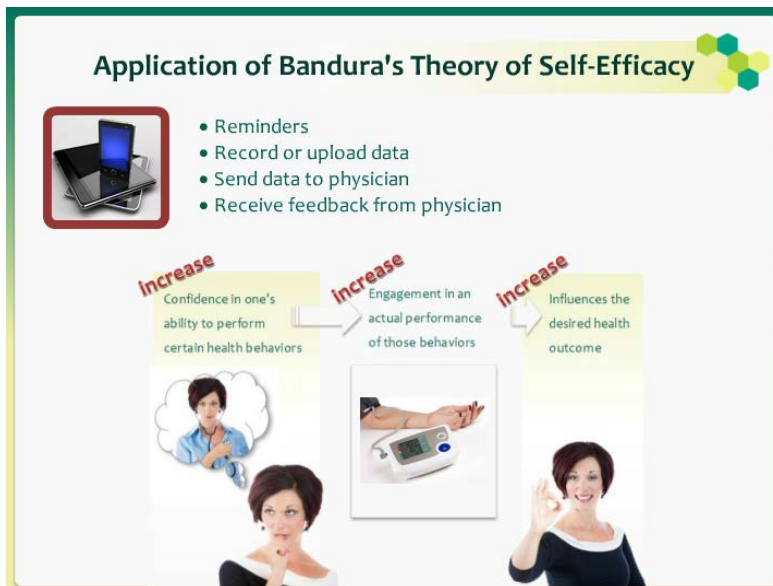 Application of Bandura's Theory of Self-Efficacy
• Reminders
• Record or upload data
• Send data to physician
• Receive feedback from physician
increase
Confidence in one's
ability to perform
certain health behaviors
increase
Engagement in an
actual performance
of those behaviors
increase
Influences the
desired health
outcome